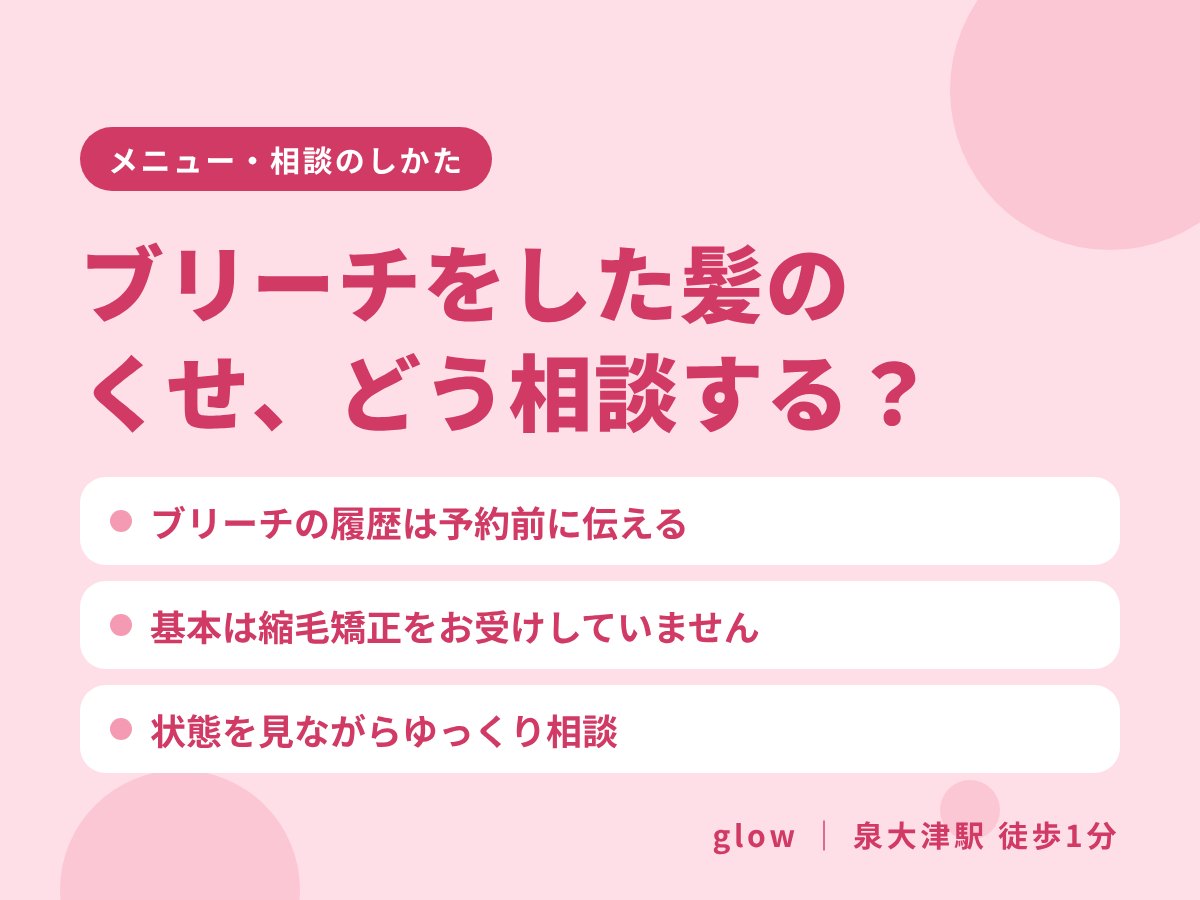 メニュー・相談のしかた
ブリーチをした髪の
くせ、どう相談する？
ブリーチの履歴は予約前に伝える
基本は縮毛矯正をお受けしていません
状態を見ながらゆっくり相談
glow ｜ 泉大津駅 徒歩1分